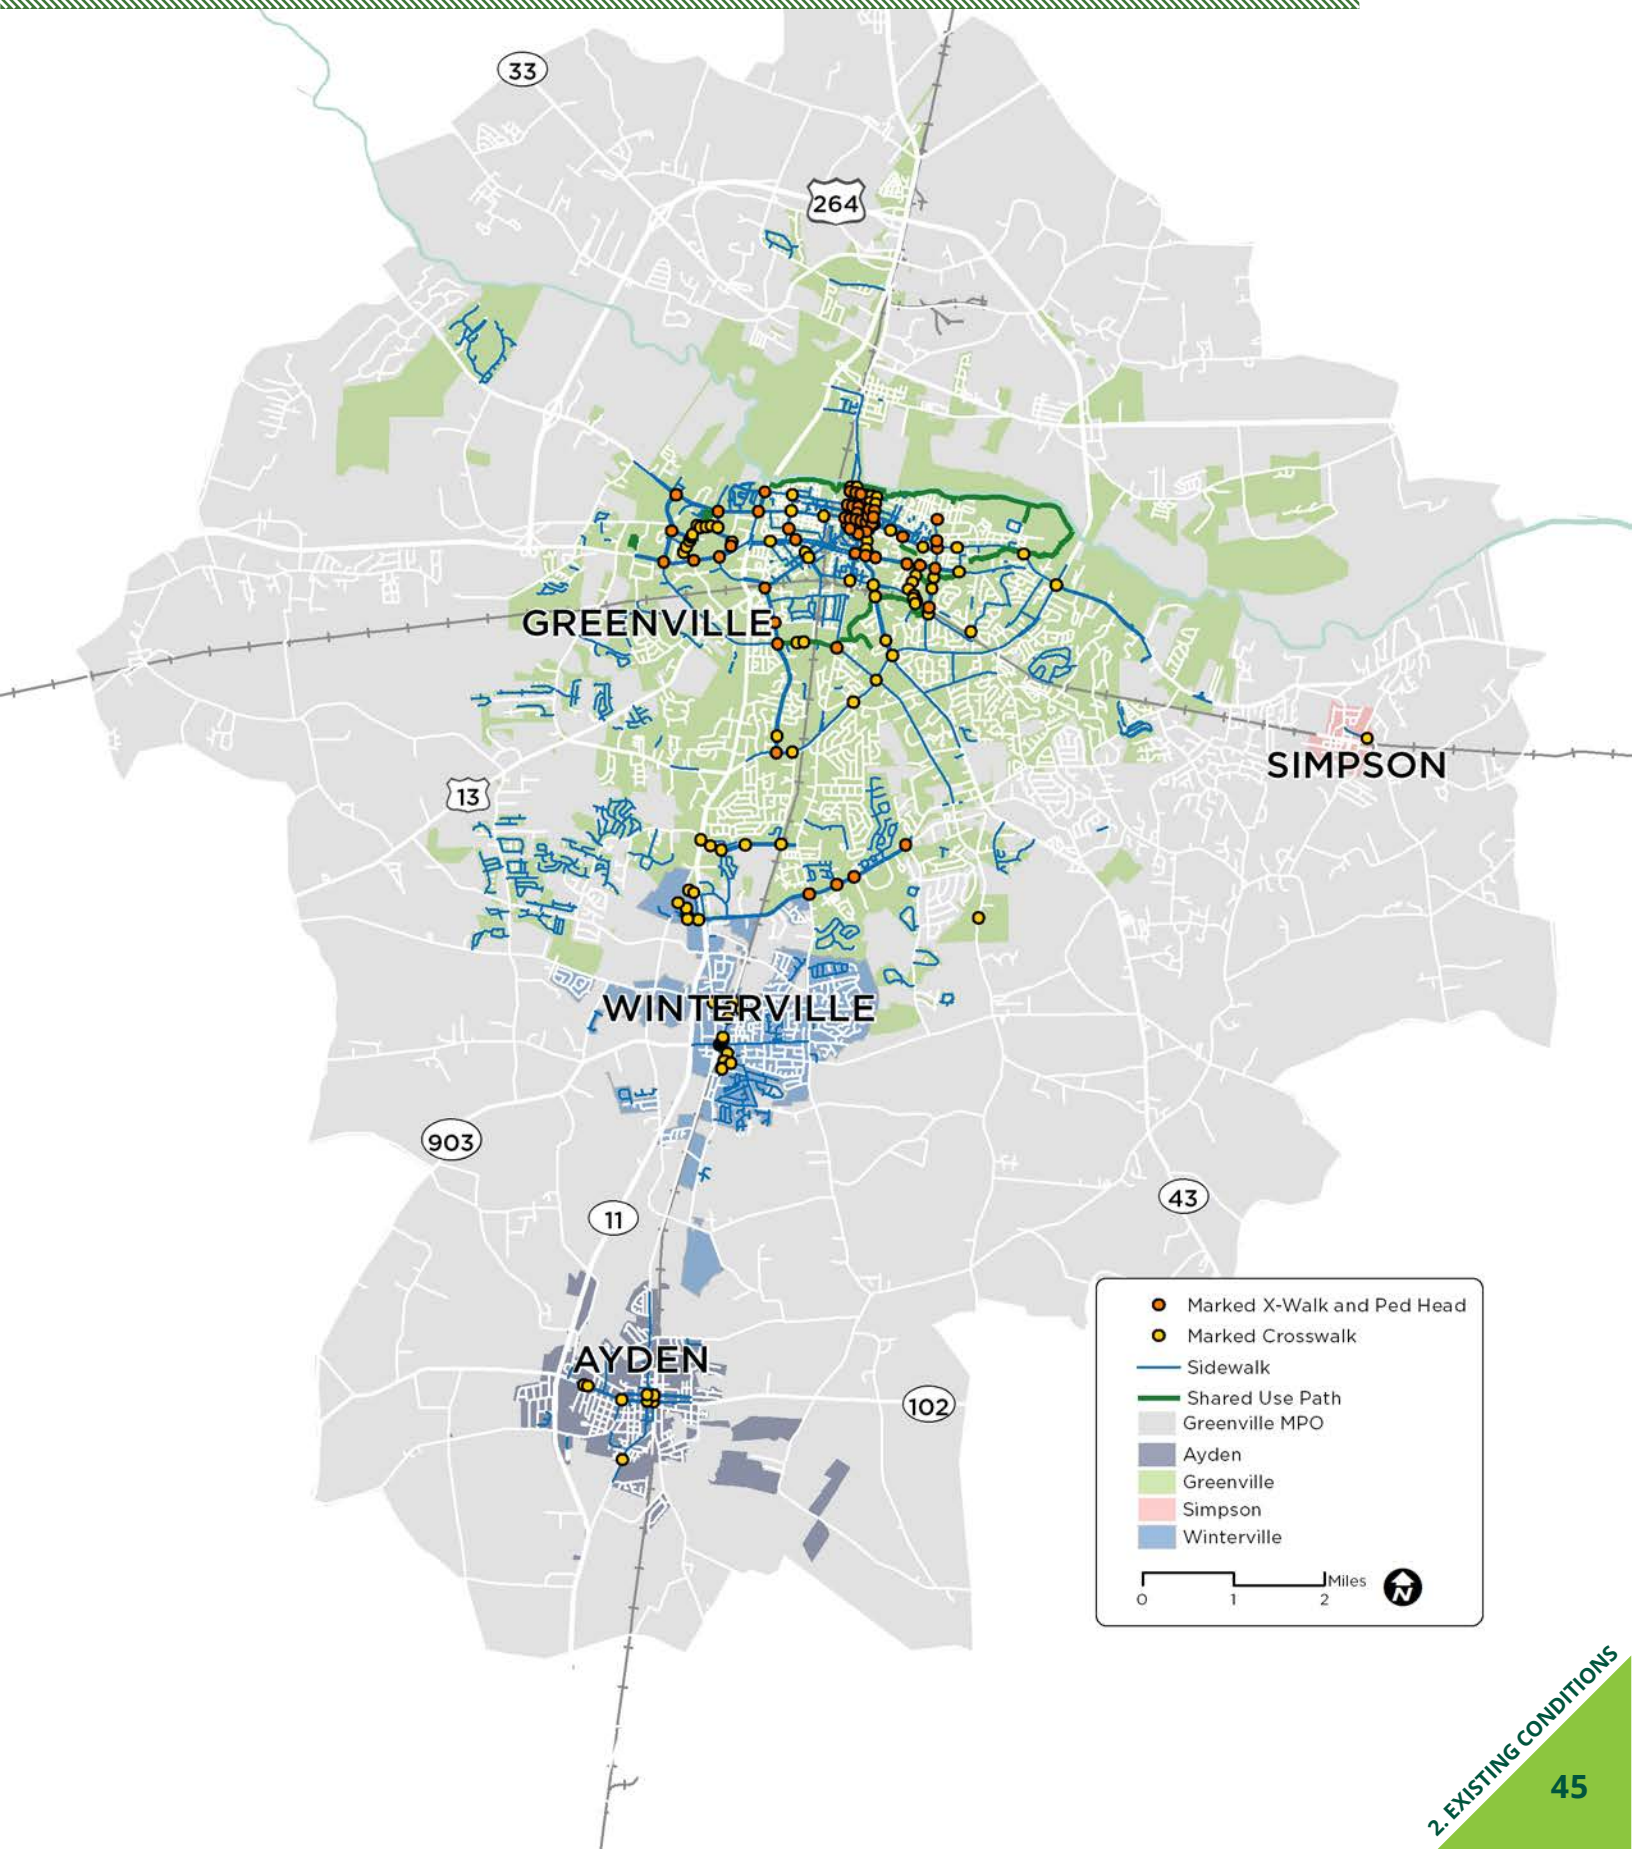 33
264
GREENVILLE
SIMPSON
13
WINTERVILLE
903
11
43
AYDEN
102
Marked X-Walk and Ped Head
Marked Crosswalk
Sidewalk
Shared Use Path
Greenville MPO
Ayden
Greenville
Simpson
Winterville
Miles
0 1 2
N
2. EXISTING CONDITIONS
45